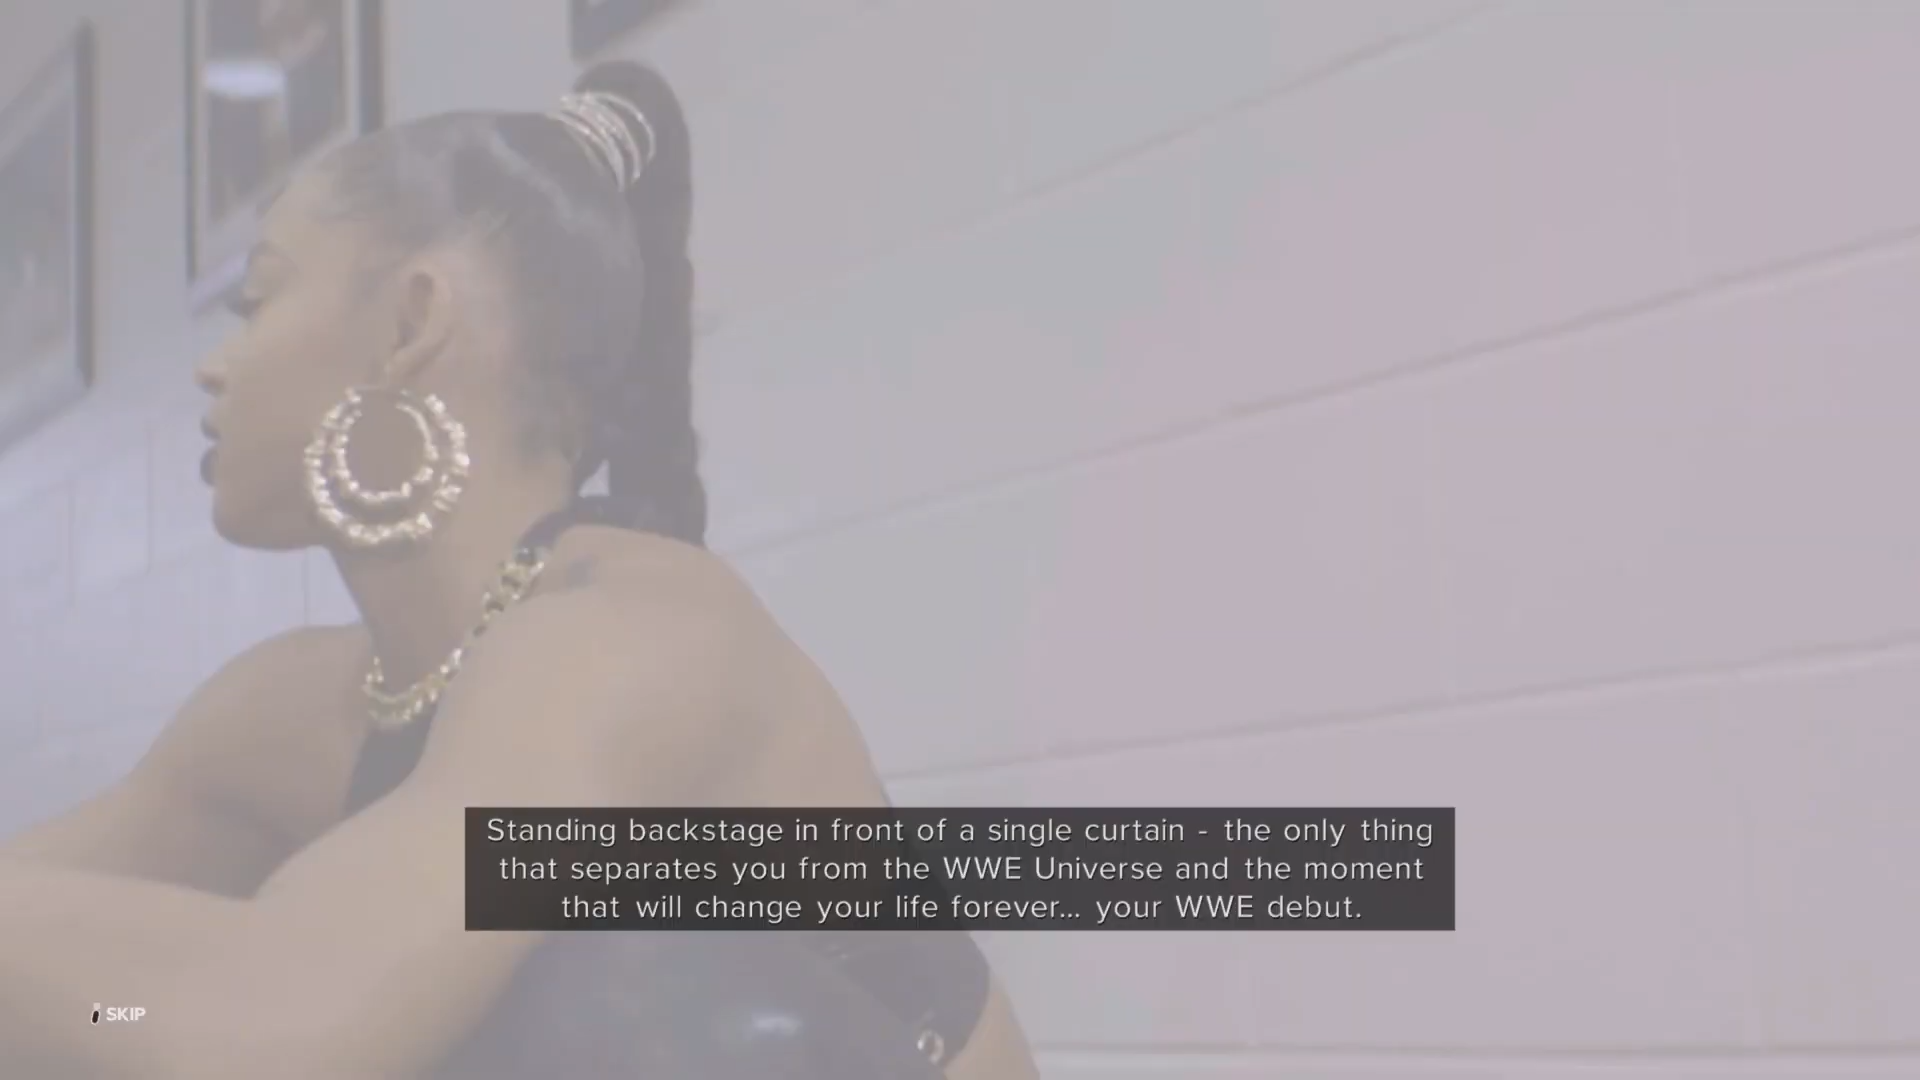 Standing backstage in front of a single curtain - the only thing
that separates you from the WWE Universe and the moment
that will change your life forever... your WWE debut.
SKIP